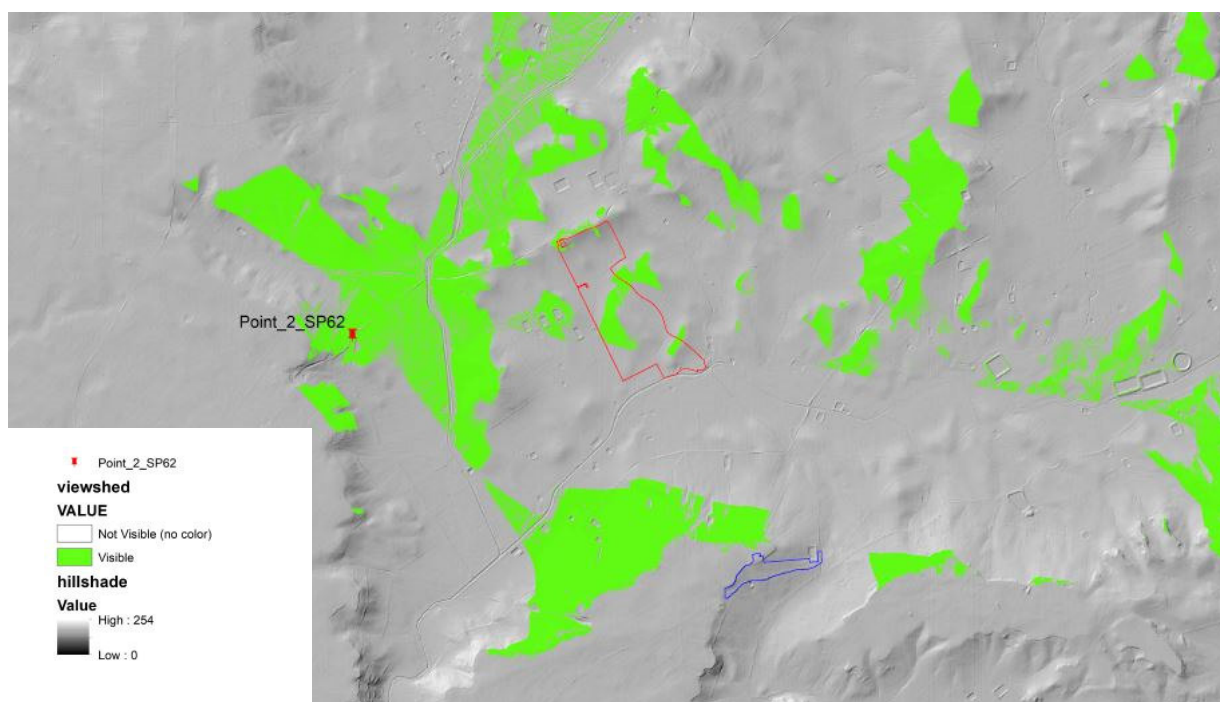 Point_2_SP62
Point_2_SP62
viewshed
VALUE
Not Visible (no color)
Visible
hillshade
Value
High : 254
Low : 0